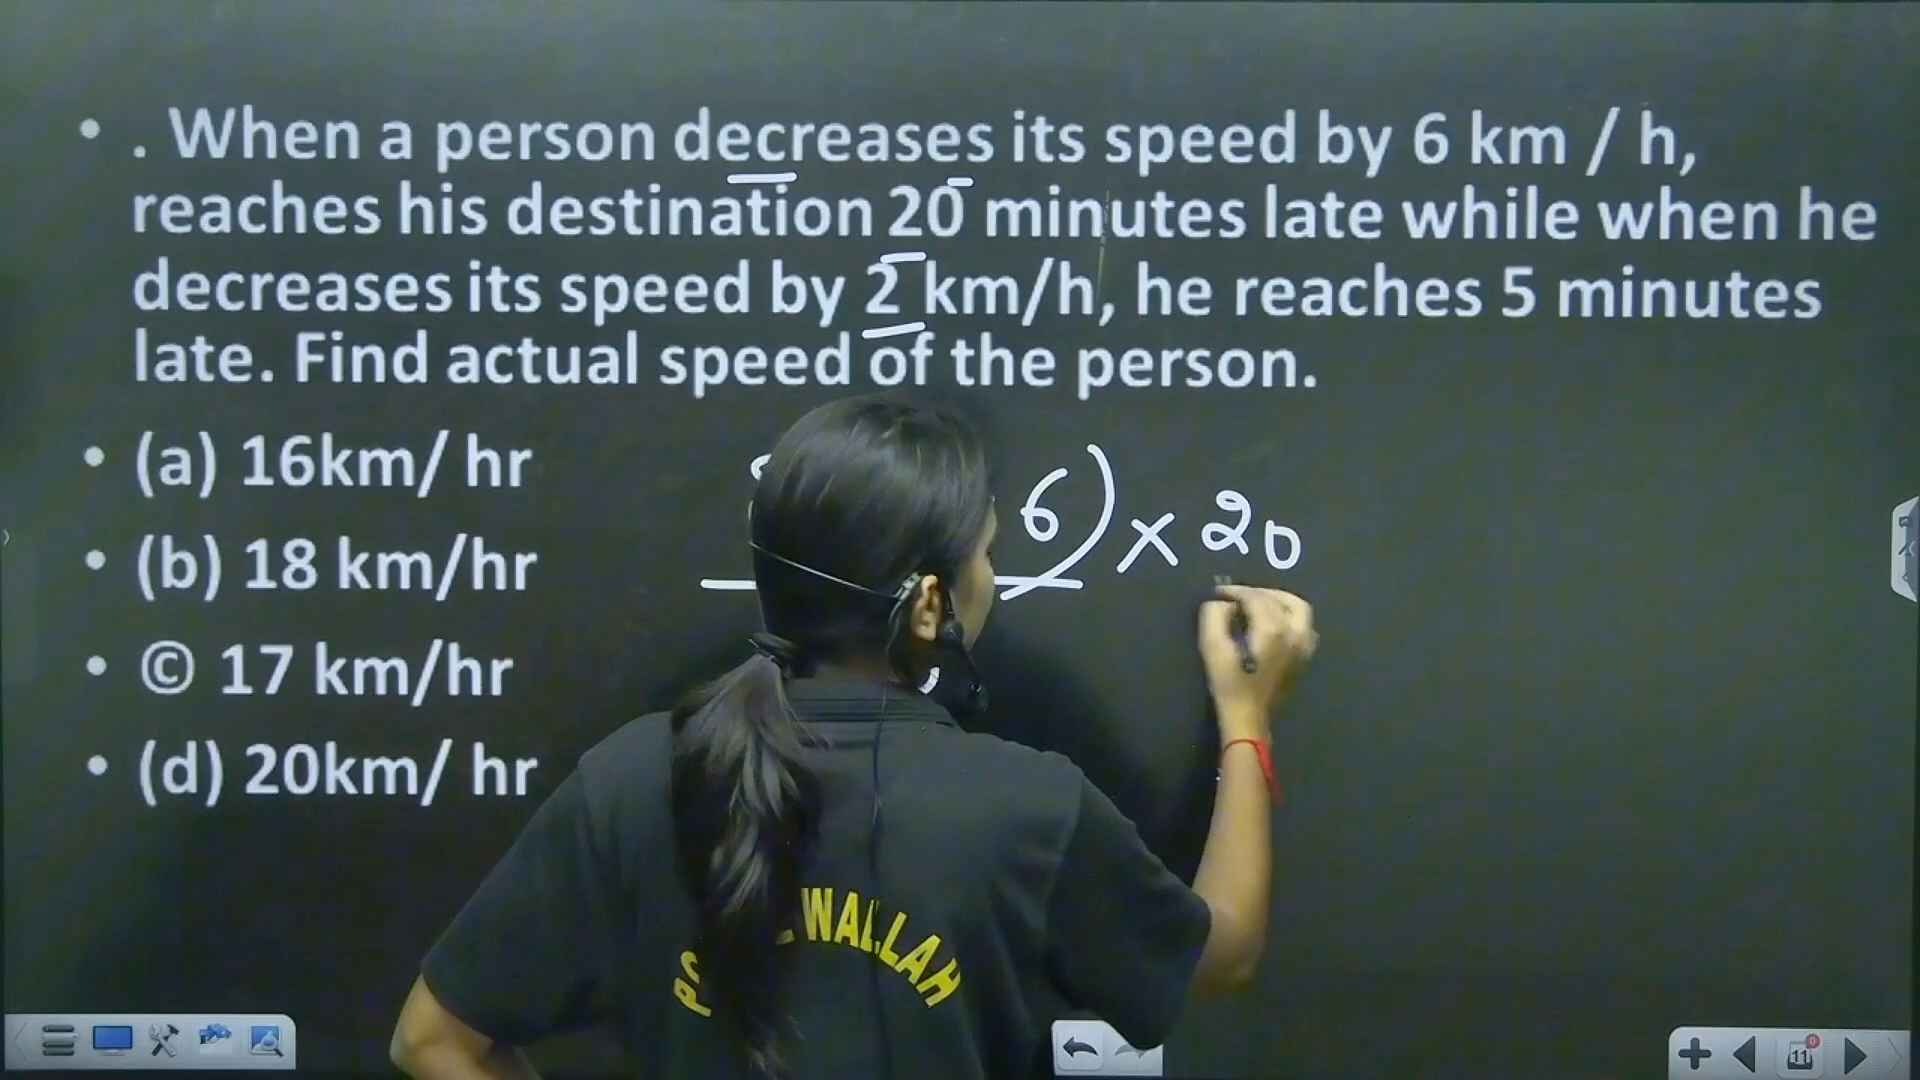 • . When a person decreases its speed by 6 km / h,
reaches his destination 20 minutes late while when he
decreases its speed by 2 km/h, he reaches 5 minutes
late. Find actual speed of the person.
• (a) 16km/ hr
• (b) 18 km/hr
• © 17 km/hr
• (d) 20km/ hr
6) × 20
WALLAH
11
0